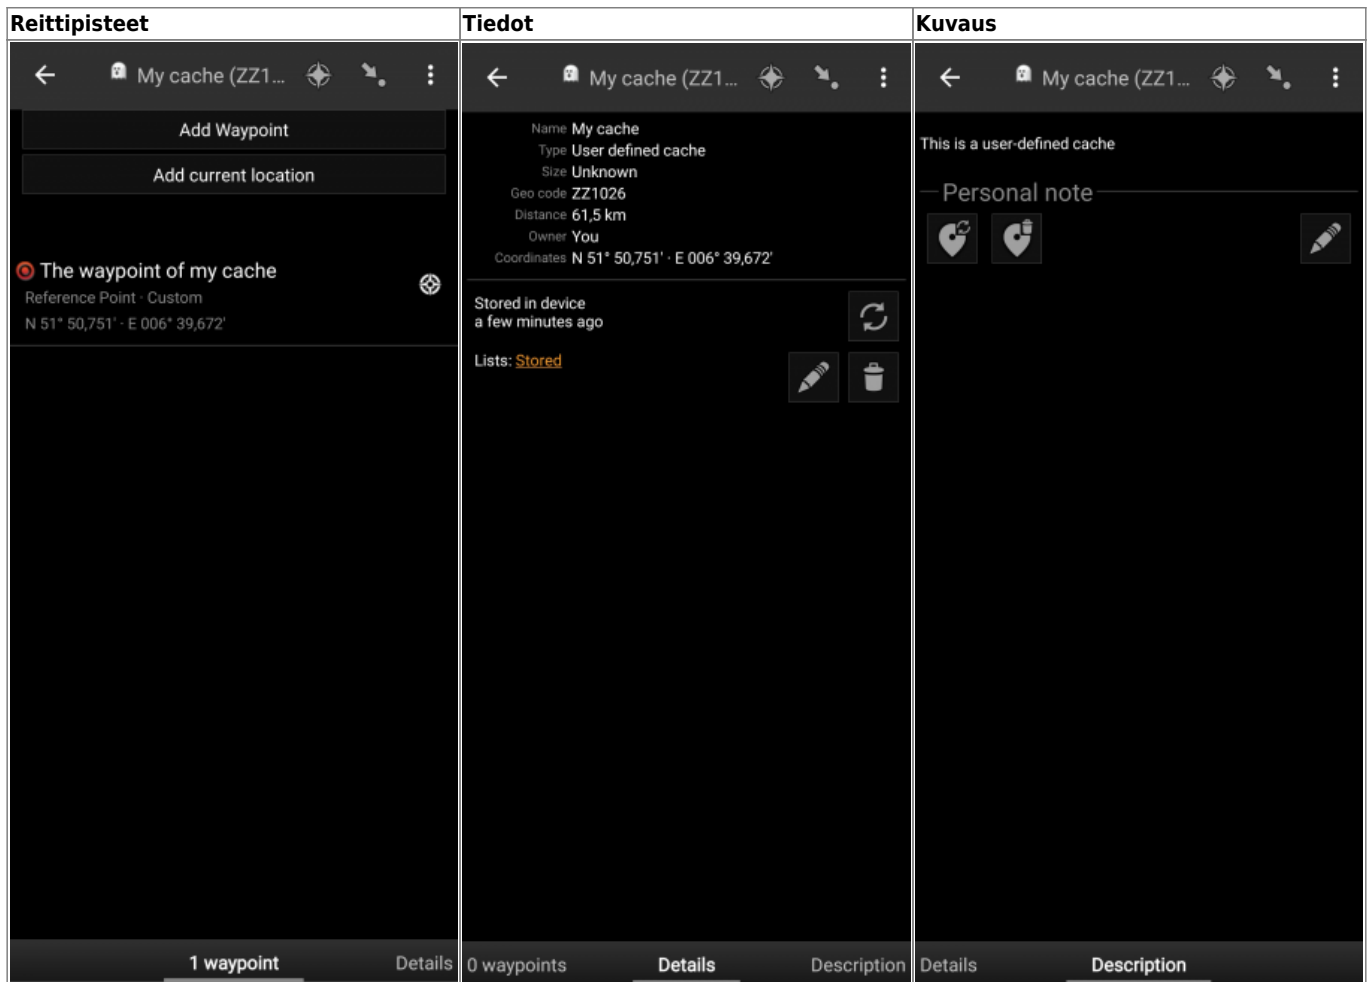 Reittipisteet
My cache (ZZ1...
Add Waypoint
Add current location
The waypoint of my cache
Reference Point · Custom
N 51° 50,751' · E 006° 39,672'
1 waypoint
Details
Tiedot
My cache (ZZ1...
Name My cache
Type User defined cache
Size Unknown
Geo code ZZ1026
Distance 61,5 km
Owner You
Coordinates N 51° 50,751' · E 006° 39,672'
Stored in device
a few minutes ago
Lists: Stored
0 waypoints
Details
Description
Kuvaus
My cache (ZZ1...
This is a user-defined cache
Personal note
Details
Description